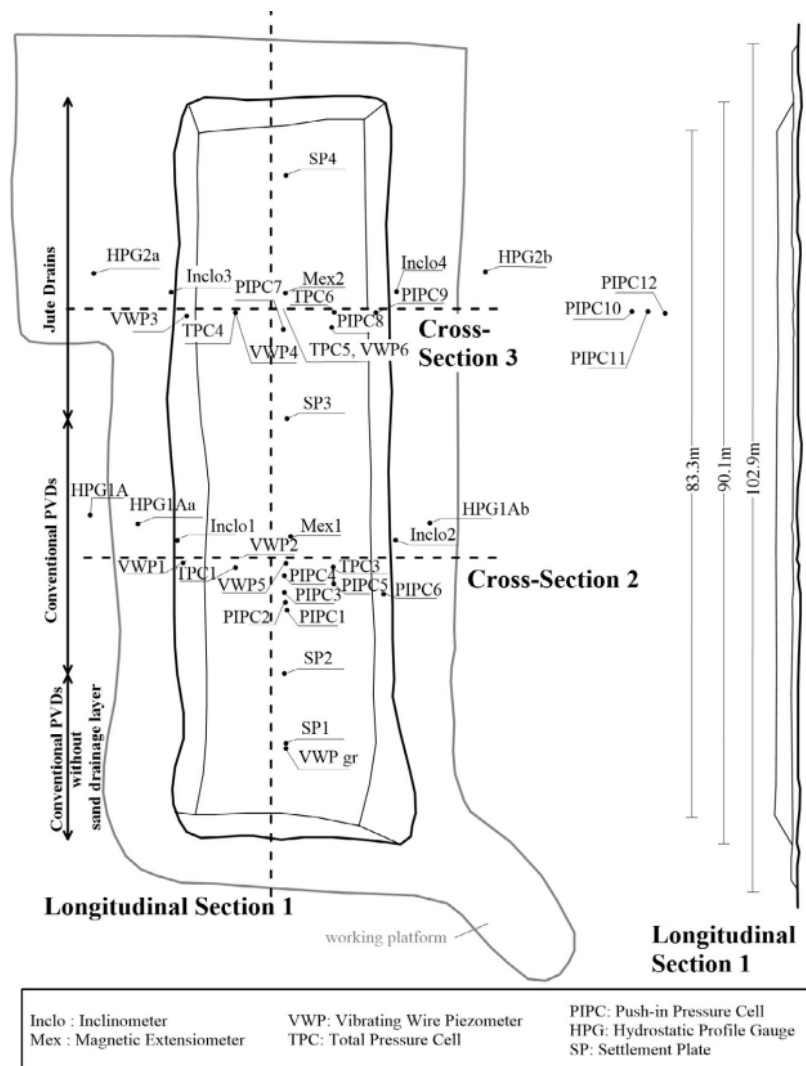 SP4
HPG2a
HPG2b
Inclo3
PIPC7
Mex2
Inclo4
TPC6
PIPC9
PIPC12
PIPC10
VWP3
TPC4
PIPC8
VWP4
TPC5, VWP6
Cross-
Section 3
PIPC11
Jute Drains
SP3
83.3m
90.1m
102.9m
HPG1A
HPG1Aa
HPG1Ab
Inclo1
Mex1
Inclo2
VWP2
VWP1
TPC1
VWP5
TPC3
PIPC4
PIPC5
PIPC6
PIPC3
PIPC2
PIPC1
Cross-Section 2
Conventional PVDs
SP2
SP1
VWP gr
Conventional PVDs
without
sand drainage layer
Longitudinal Section 1
working platform
Longitudinal
Section 1
Inclo : Inclinometer
Mex : Magnetic Extensiometer
VWP: Vibrating Wire Piezometer
TPC: Total Pressure Cell
PIPC: Push-in Pressure Cell
HPG: Hydrostatic Profile Gauge
SP: Settlement Plate